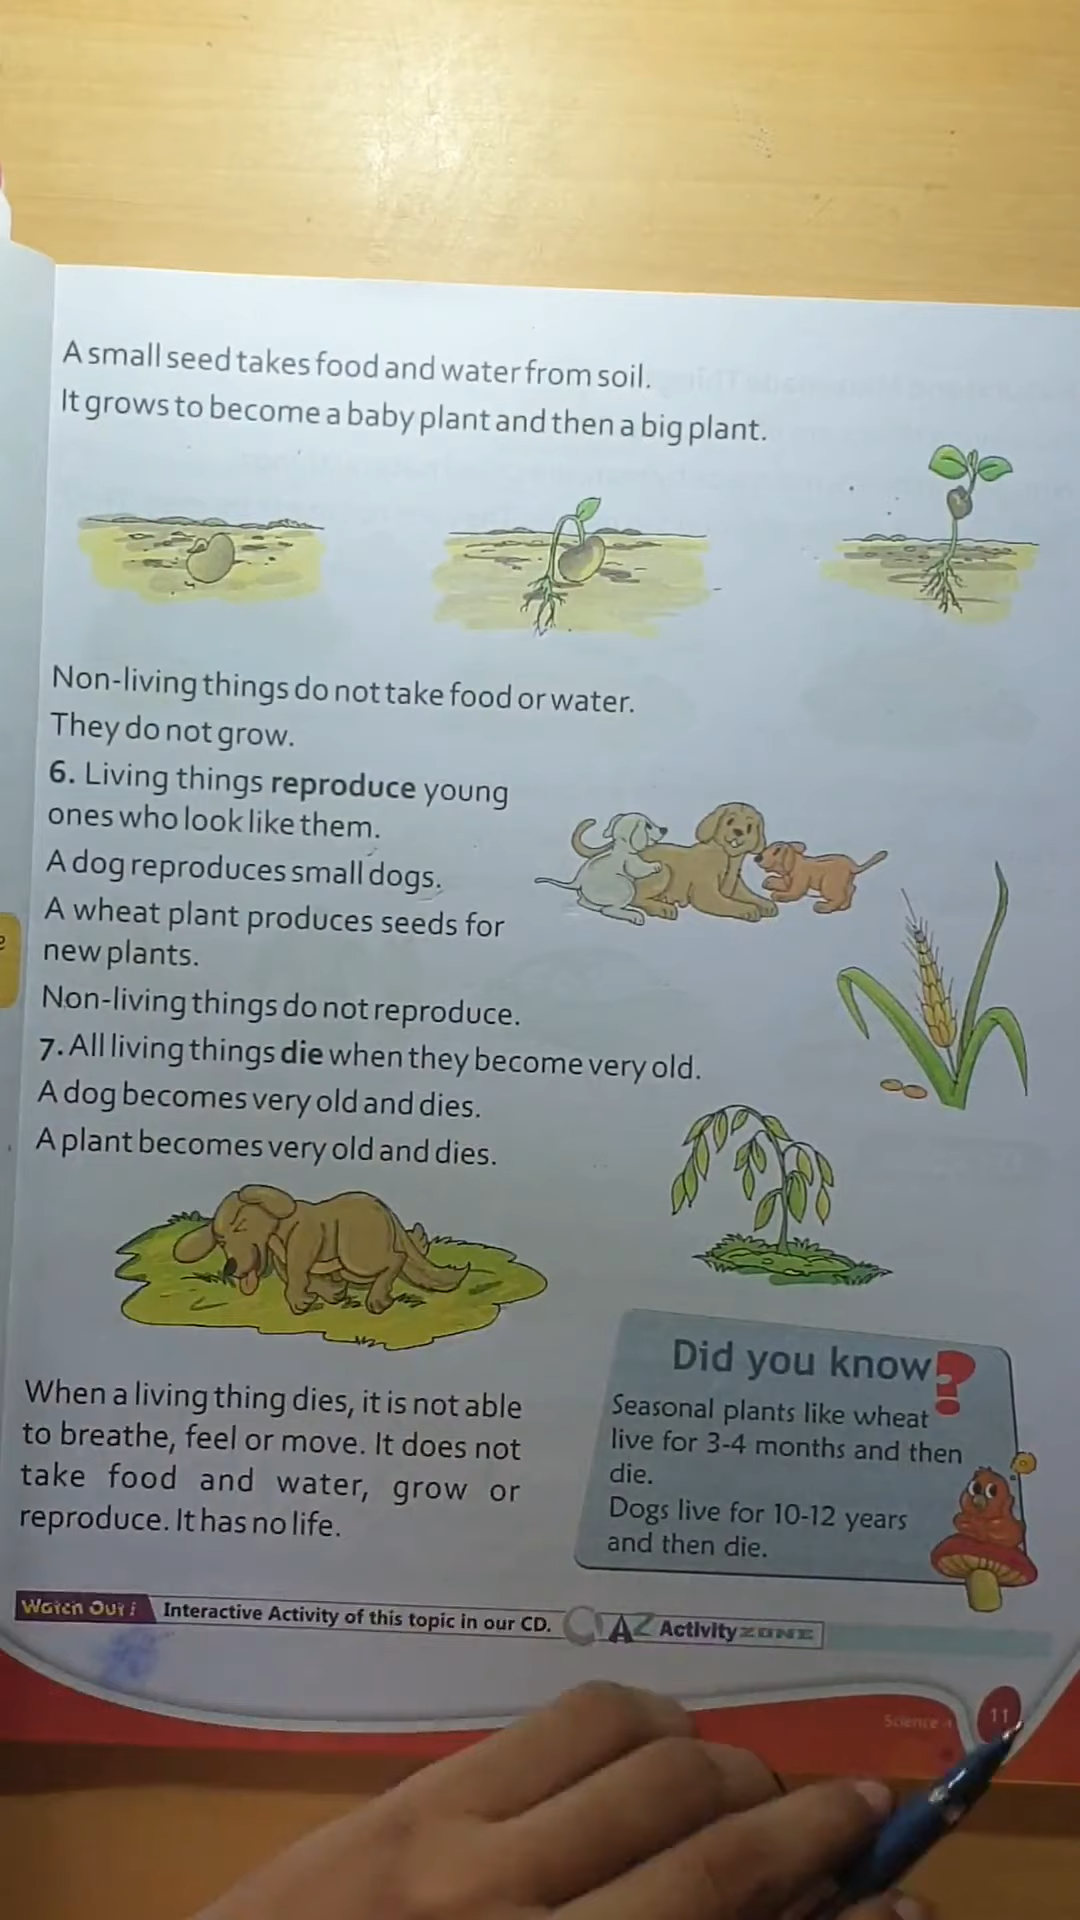 A small seed takes food and water from soil.
It grows to become a baby plant and then a big plant.
Non-living things do not take food or water.
They do not grow.
6. Living things reproduce young
ones who look like them.
A dog reproduces small dogs.
A wheat plant produces seeds for
new plants.
Non-living things do not reproduce.
7. All living things die when they become very old.
A dog becomes very old and dies.
A plant becomes very old and dies.
When a living thing dies, it is not able
to breathe, feel or move. It does not
take food and water, grow or
reproduce. It has no life.
Did you know?
Seasonal plants like wheat
live for 3-4 months and then
die.
Dogs live for 10-12 years
and then die.
Watch Out! Interactive Activity of this topic in our CD. Activity ZONE
Science
11